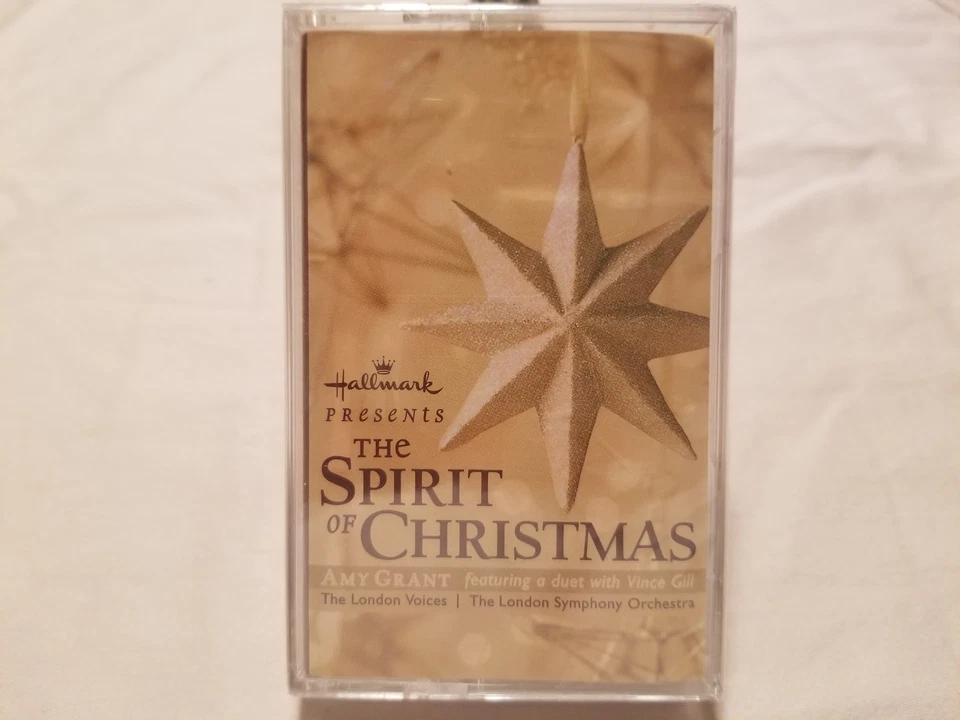 Hallmark
PRESENTS
THE
SPIRIT
OF CHRISTMAS
AMY GRANT featuring a duet with Vince Gill
The London Voices | The London Symphony Orchestra